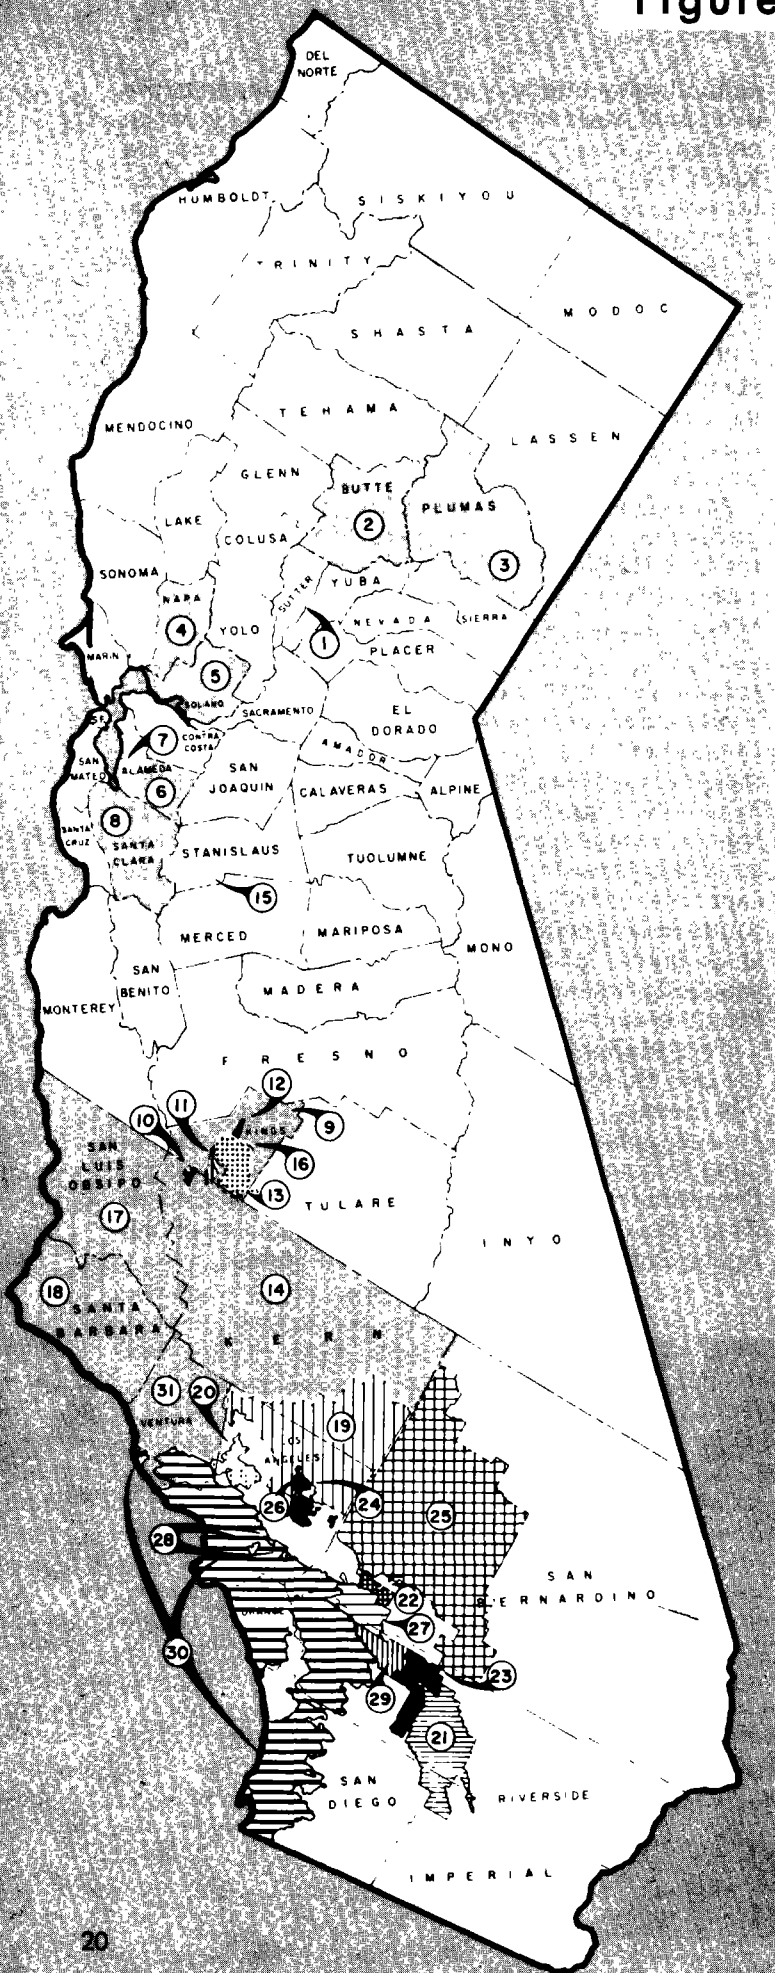 Figure
DEL
NORTE
HUMBOLDT
SISKIYOU
TRINITY
MODOC
SHASTA
TEHAMA
MENDOCINO
LASSEN
GLENN
BUTTE
PLUMAS
LAKE
2
COLUSA
3
SONOMA
SUTTER
YUBA
NAPA
4
YOLO
NEVADA
SIERRA
1
PLACER
MARIN
5
SOLANO
SACRAMENTO
EL
DORADO
S.F.
7
CONTRA
COSTA
AMADOR
SAN
MATEO
ALAMEDA
SAN
JOAQUIN
6
CALAVERAS
ALPINE
8
SANTA
CRUZ
SANTA
CLARA
STANISLAUS
TUOLUMNE
15
MERCED
MARIPOSA
MONO
SAN
BENITO
MADERA
MONTEREY
FRESNO
12
11
10
9
KINGS
SAN
LUIS
OBSIPO
16
13
TULARE
17
INYO
14
18
SANTA
BARBARA
KERN
31
20
VENTURA
19
LOS
ANGELES
26
24
25
28
SAN
BERNARDINO
22
ORANGE
27
30
23
29
21
SAN
DIEGO
RIVERSIDE
IMPERIAL
20